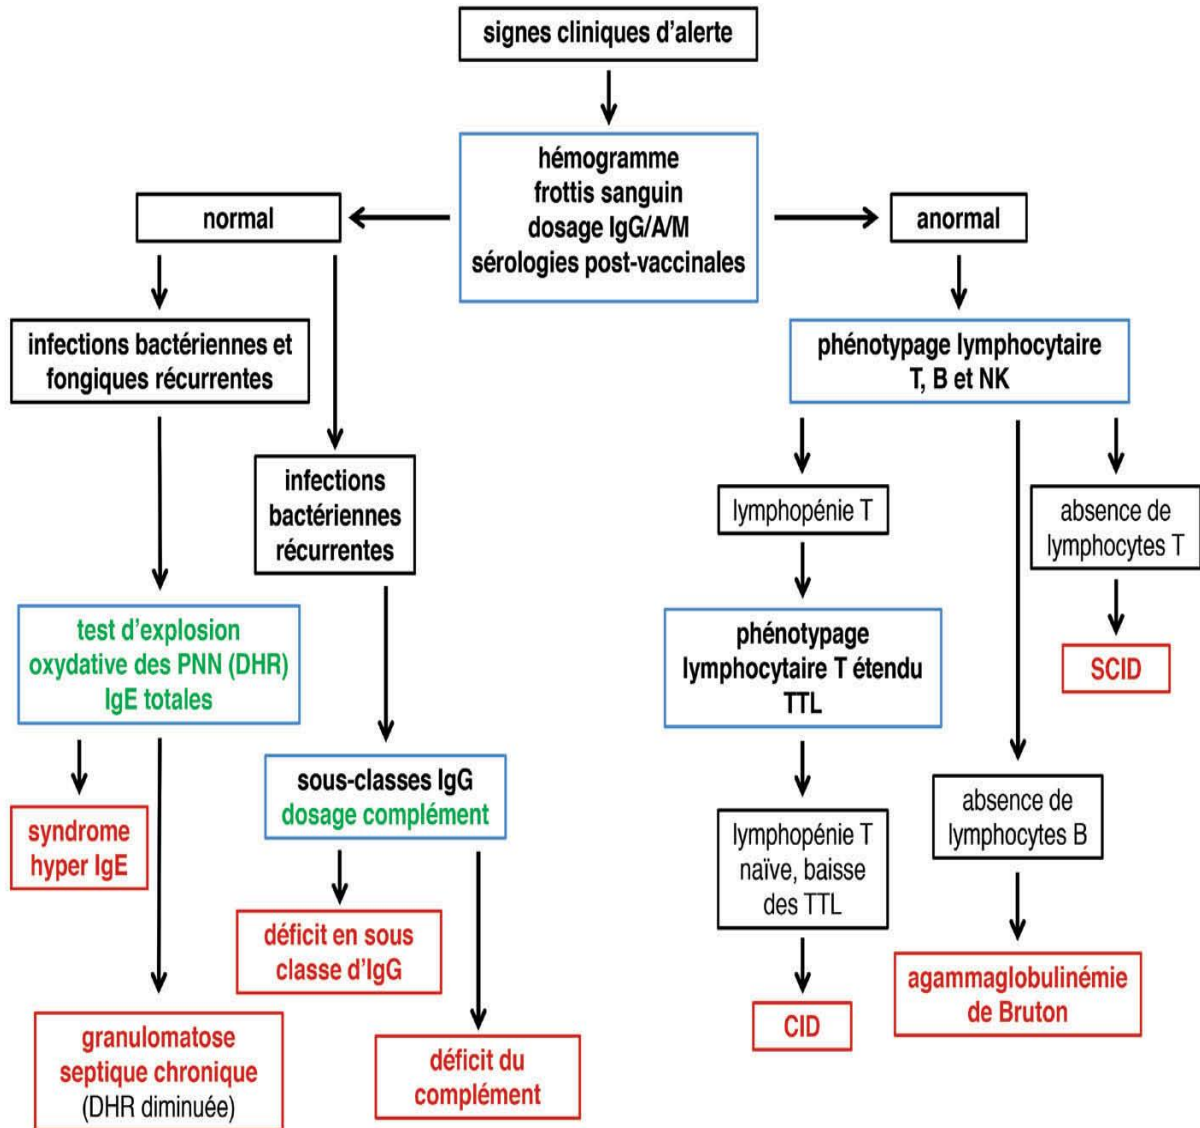 signes cliniques d'alerte
hémogramme
frottis sanguin
dosage IgG/A/M
sérologies post-vaccinales
normal
anormal
infections bactériennes et
fongiques récurrentes
phénotypage lymphocytaire
T, B et NK
infections
bactériennes
récurrentes
lymphopénie T
absence de
lymphocytes T
test d'explosion
oxydative des PNN (DHR)
IgE totales
phénotypage
lymphocytaire T étendu
TTL
SCID
sous-classes IgG
dosage complément
absence de
lymphocytes B
syndrome
hyper IgE
lymphopénie T
naïve, baisse
des TTL
déficit en sous
classe d'IgG
agammaglobulinémie
de Bruton
CID
granulomatose
septique chronique
(DHR diminuée)
déficit du
complément